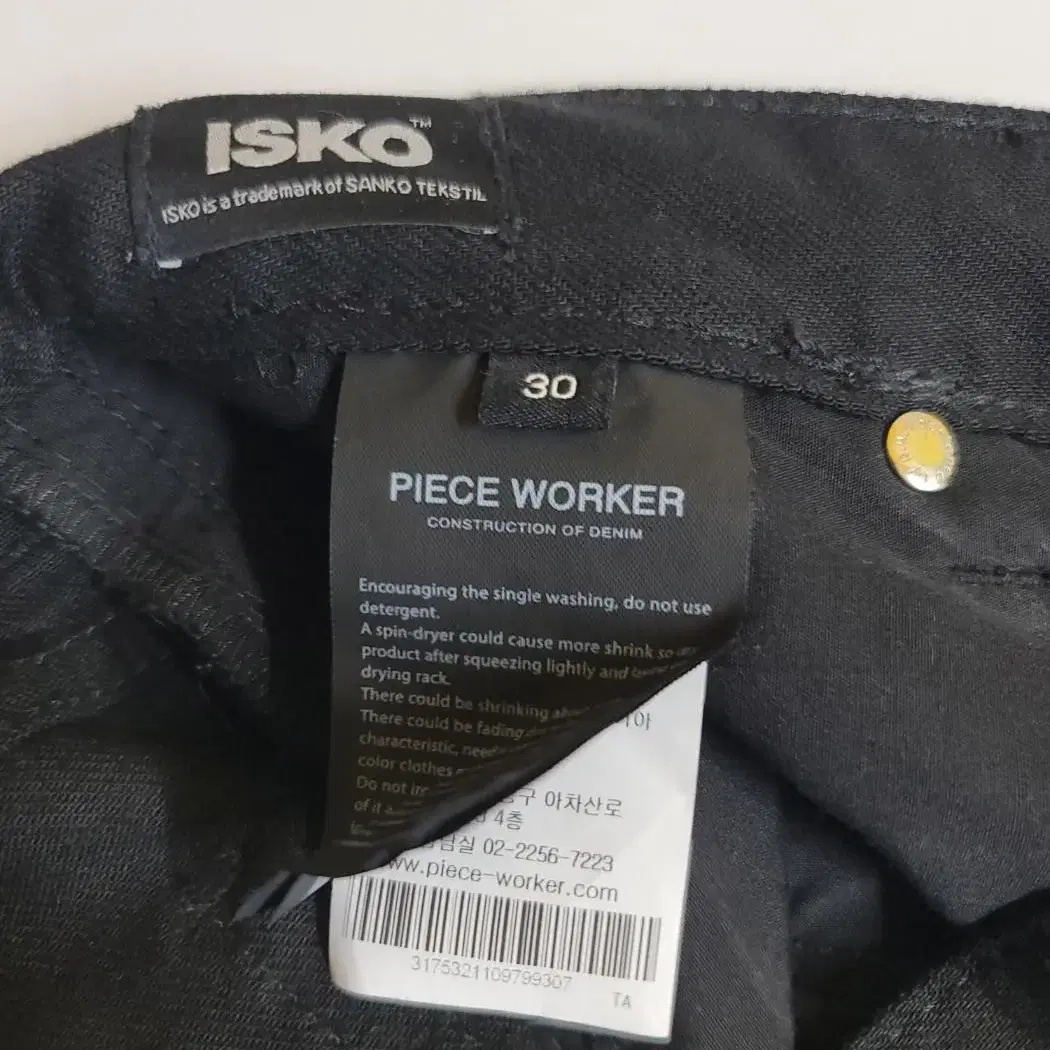 ISKO™
ISKO is a trademark of SANKO TEKSTIL
30
PIECE WORKER
CONSTRUCTION OF DENIM
Encouraging the single washing, do not use
detergent.
A spin-dryer could cause more shrink so
product after squeezing lightly and
drying rack.
There could be shrinking
There could be fading
characteristic,
color clothes
Do not
of it
아차산로
4층
02-2256-7223
www.piece-worker.com
3175321109799307
TA